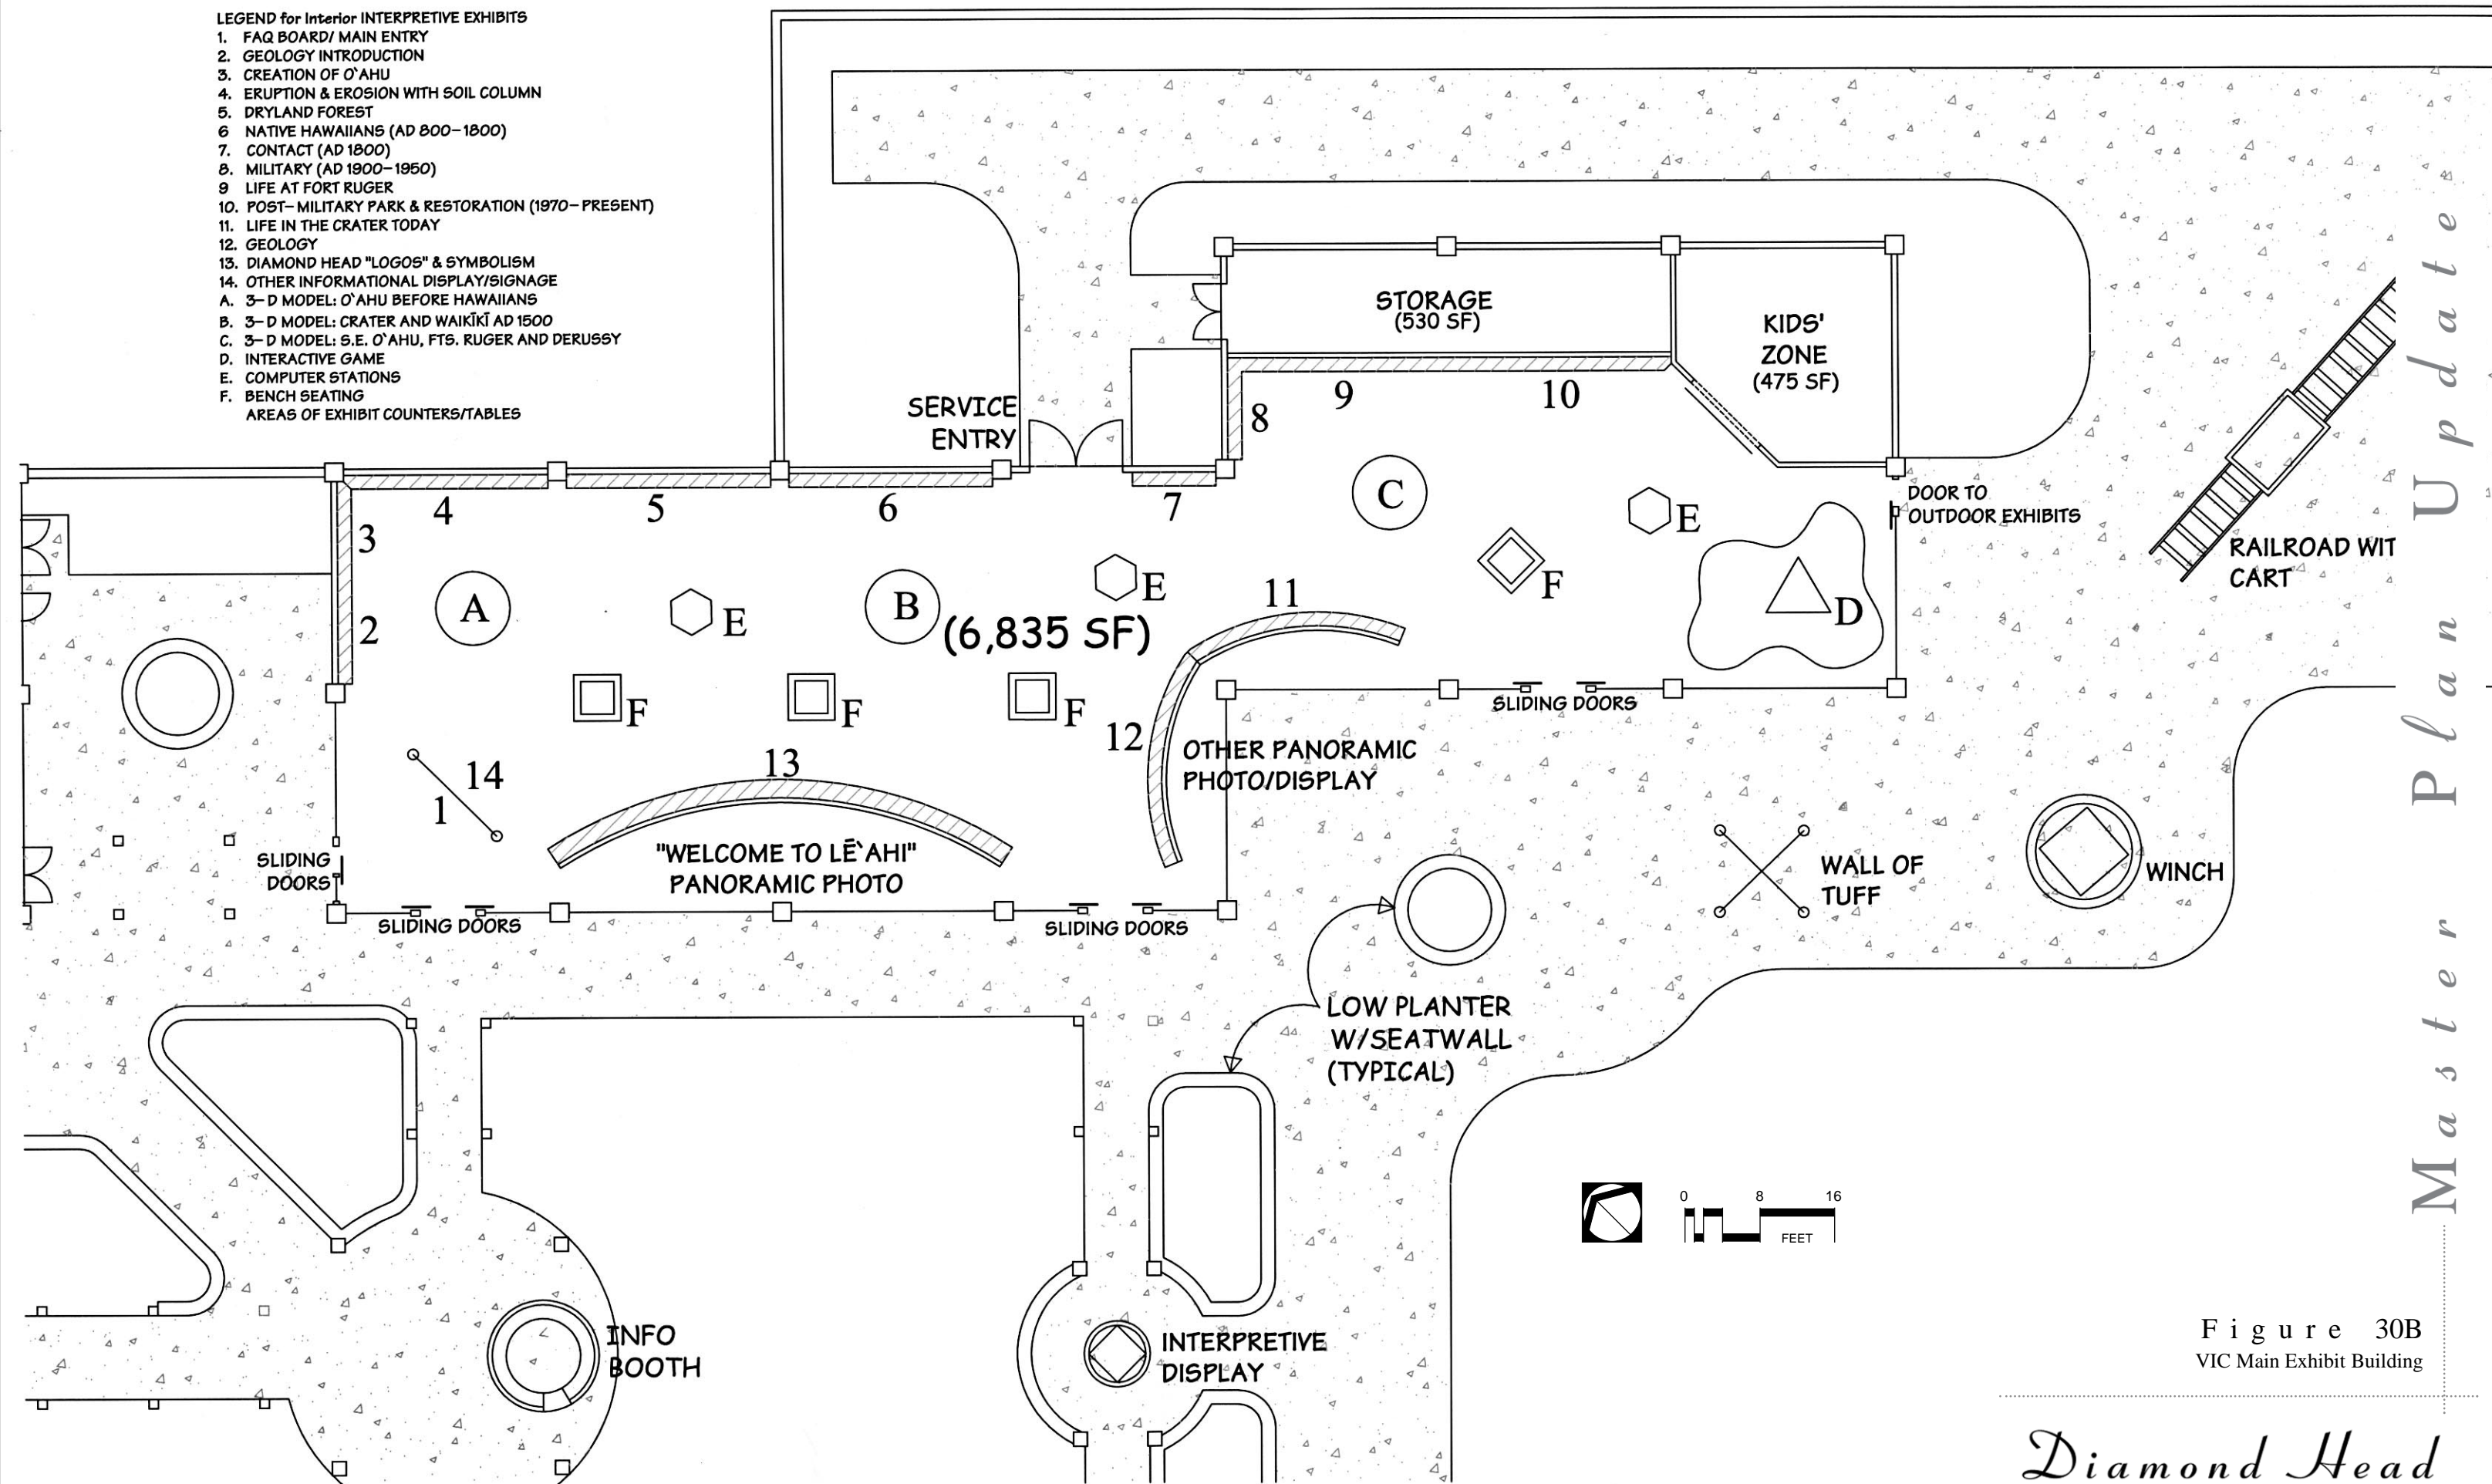 LEGEND for Interior INTERPRETIVE EXHIBITS
1. FAQ BOARD/ MAIN ENTRY
2. GEOLOGY INTRODUCTION
3. CREATION OF O`AHU
4. ERUPTION & EROSION WITH SOIL COLUMN
5. DRYLAND FOREST
6 NATIVE HAWAIIANS (AD 800-1800)
7. CONTACT (AD 1800)
8. MILITARY (AD 1900-1950)
9 LIFE AT FORT RUGER
10. POST-MILITARY PARK & RESTORATION (1970-PRESENT)
11. LIFE IN THE CRATER TODAY
12. GEOLOGY
13. DIAMOND HEAD "LOGOS" & SYMBOLISM
14. OTHER INFORMATIONAL DISPLAY/SIGNAGE
A. 3-D MODEL: O`AHU BEFORE HAWAIIANS
B. 3-D MODEL: CRATER AND WAIKĪKĪ AD 1500
C. 3-D MODEL: S.E. O`AHU, FTS. RUGER AND DERUSSY
D. INTERACTIVE GAME
E. COMPUTER STATIONS
F. BENCH SEATING
AREAS OF EXHIBIT COUNTERS/TABLES
STORAGE
(530 SF)
KIDS'
ZONE
(475 SF)
SERVICE
ENTRY
9
10
8
4
5
6
7
C
E
DOOR TO
OUTDOOR EXHIBITS
3
2
A
E
B
E
(6,835 SF)
11
F
D
RAILROAD WIT
CART
F
F
F
SLIDING DOORS
12
OTHER PANORAMIC
PHOTO/DISPLAY
14
1
13
"WELCOME TO LĒ`AHI"
PANORAMIC PHOTO
SLIDING
DOORS
SLIDING DOORS
SLIDING DOORS
WALL OF
TUFF
WINCH
LOW PLANTER
W/SEATWALL
(TYPICAL)
0 8 16
FEET
INFO
BOOTH
INTERPRETIVE
DISPLAY
Master Plan Update
Figure 30B
VIC Main Exhibit Building
Diamond Head